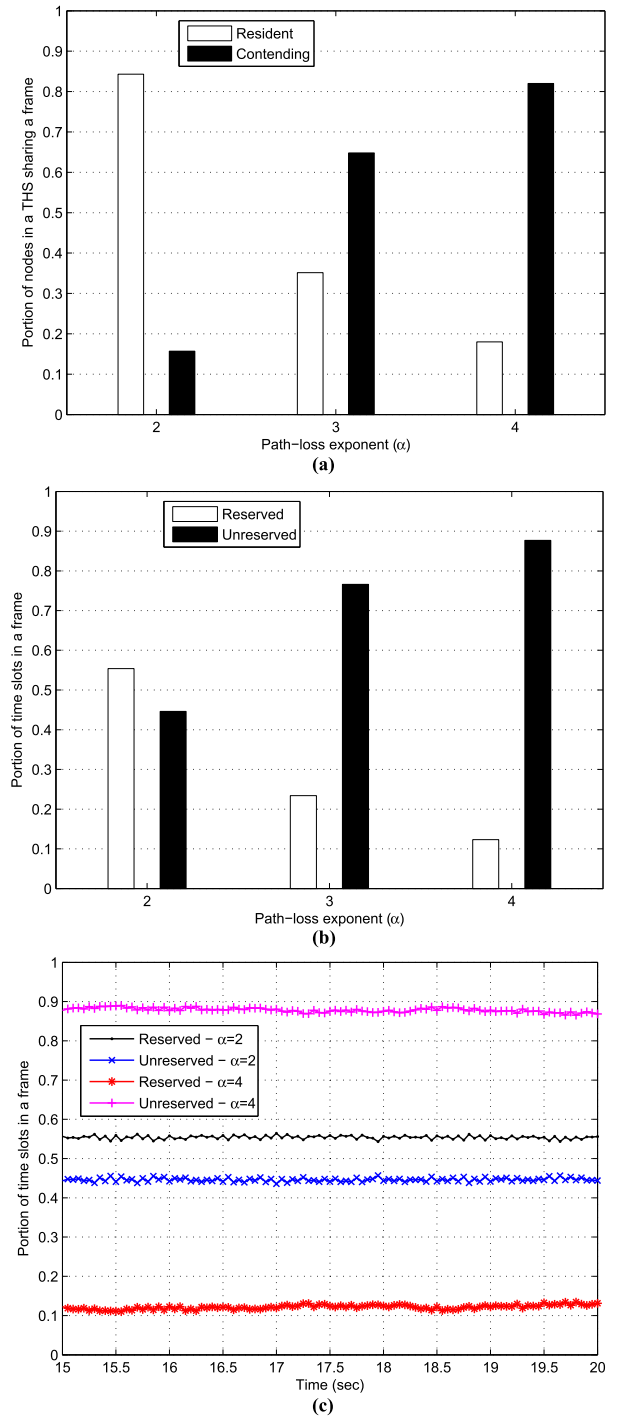 1
0.9
0.8
0.7
0.6
0.5
0.4
0.3
0.2
0.1
0
Portion of nodes in a THS sharing a frame
Resident
Contending
2 3 4
Path−loss exponent (α)
(a)
1
0.9
0.8
0.7
0.6
0.5
0.4
0.3
0.2
0.1
0
Portion of time slots in a frame
Reserved
Unreserved
2 3 4
Path−loss exponent (α)
(b)
1
0.9
0.8
0.7
0.6
0.5
0.4
0.3
0.2
0.1
0
Portion of time slots in a frame
Reserved − α=2
Unreserved − α=2
Reserved − α=4
Unreserved − α=4
15 15.5 16 16.5 17 17.5 18 18.5 19 19.5 20
Time (sec)
(c)